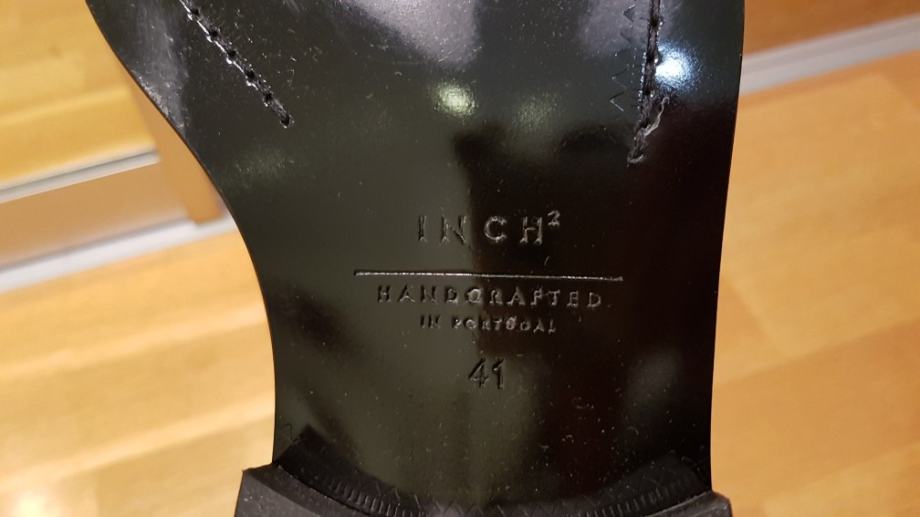 INCH²
HANDCRAFTED
IN PORTUGAL
41